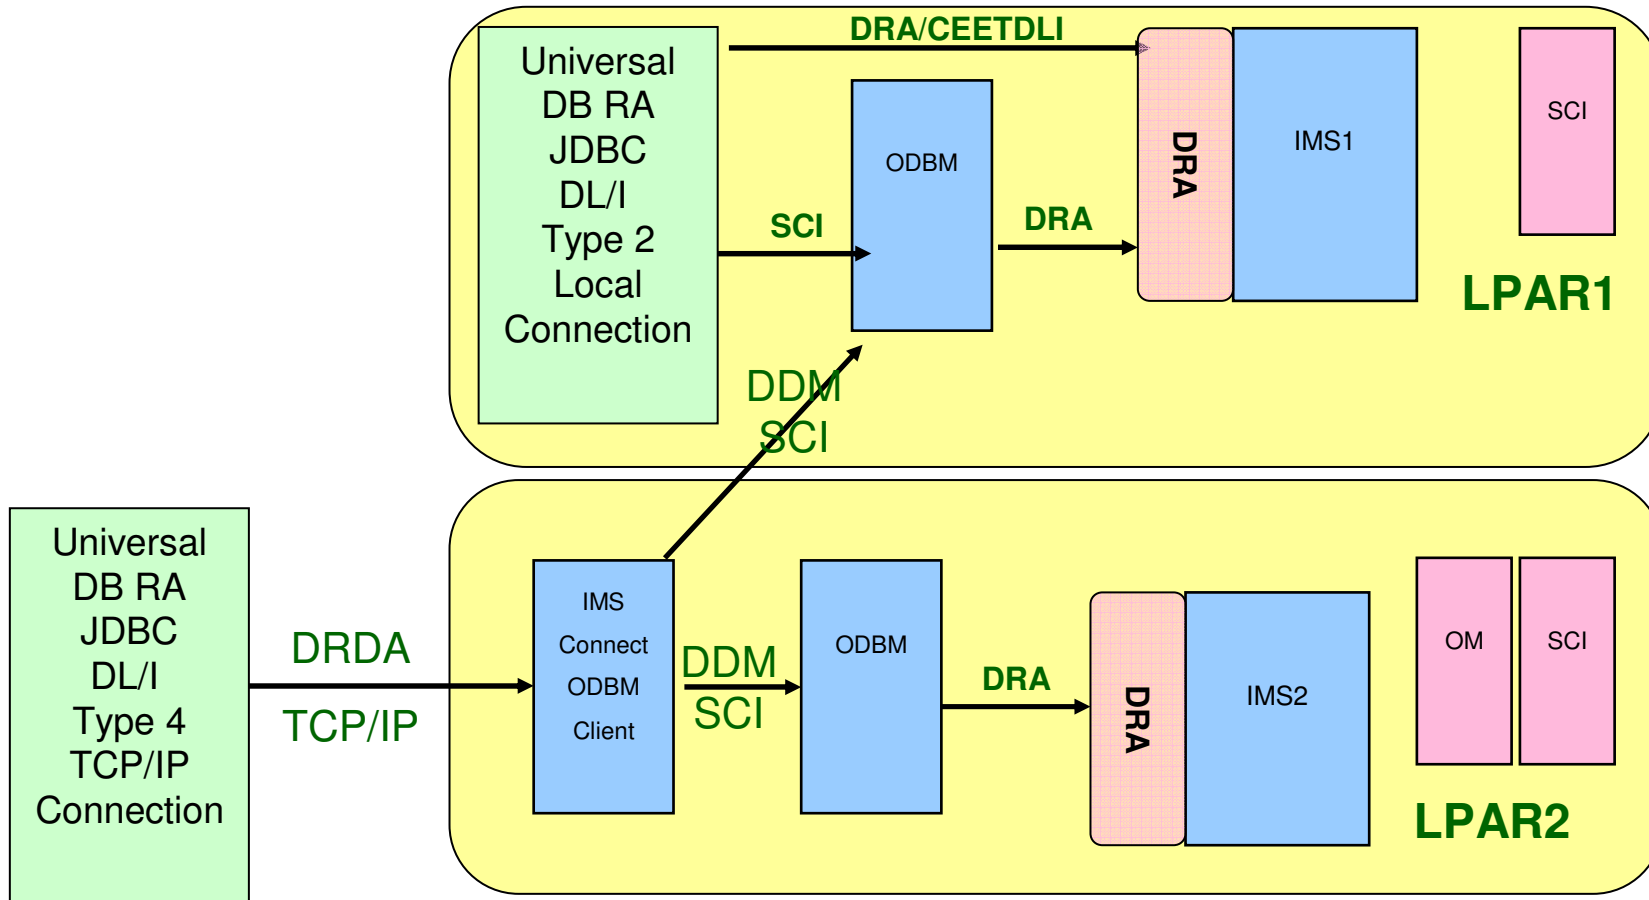 Universal
DB RA
JDBC
DL/I
Type 2
Local
Connection
DRA/CEETDLI
SCI
ODBM
DRA
DRA
IMS1
SCI
LPAR1
DDM
SCI
Universal
DB RA
JDBC
DL/I
Type 4
TCP/IP
Connection
DRDA
TCP/IP
IMS
Connect
ODBM
Client
DDM
SCI
ODBM
DRA
DRA
IMS2
OM
SCI
LPAR2